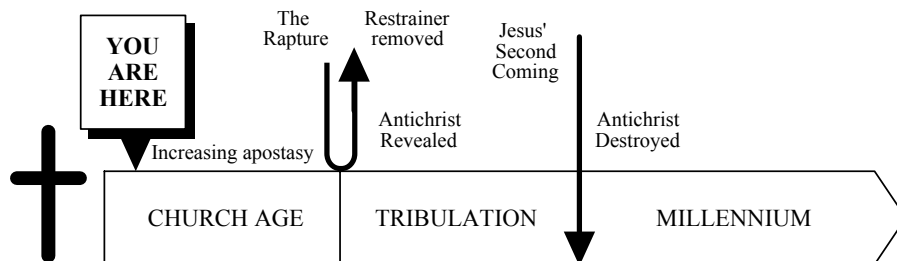 YOU
ARE
HERE
The
Rapture
Restrainer
removed
Jesus'
Second
Coming
Increasing apostasy
Antichrist
Revealed
Antichrist
Destroyed
CHURCH AGE
TRIBULATION
MILLENNIUM